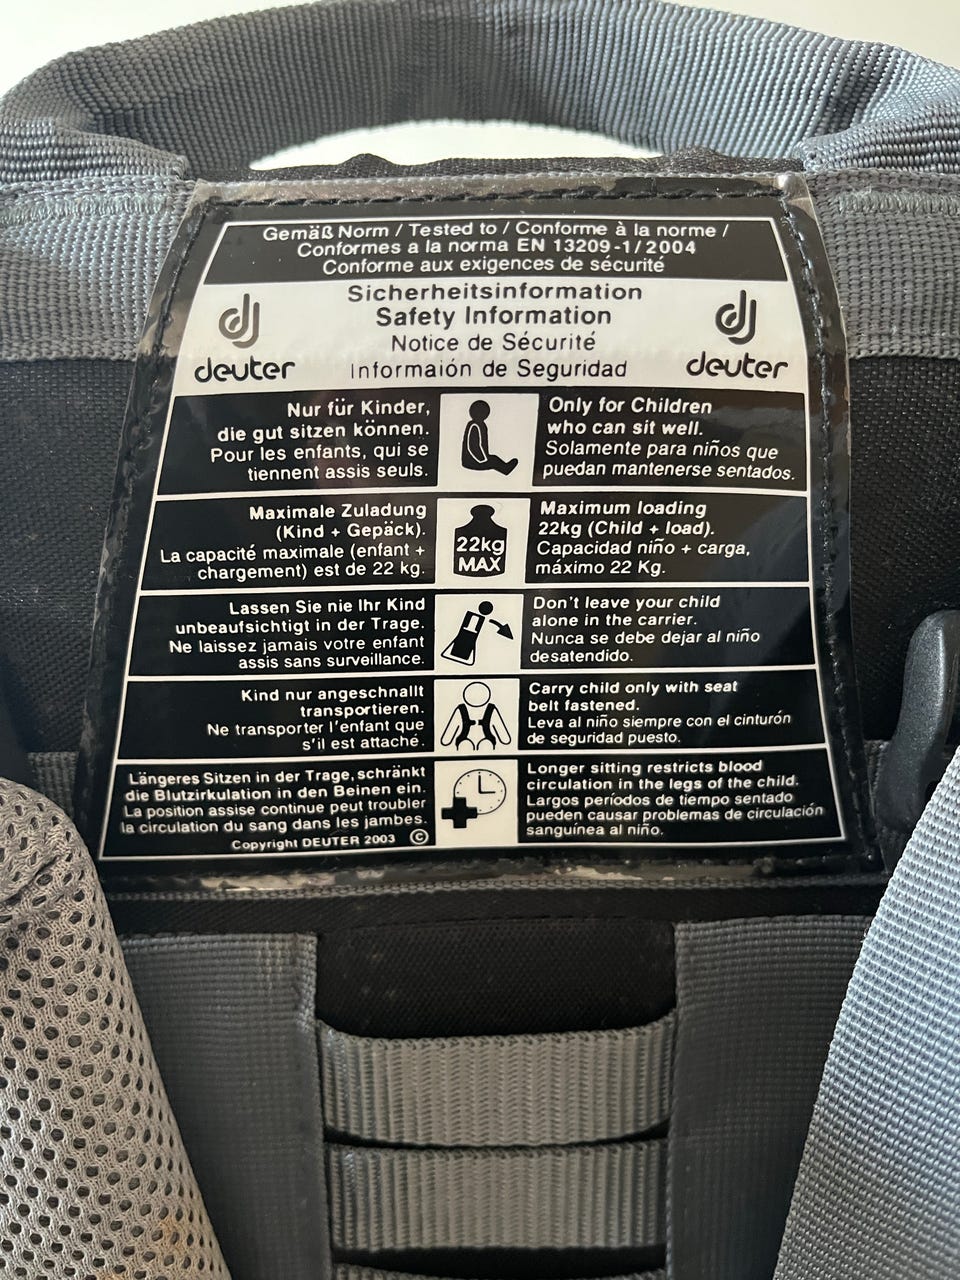 Gemäß Norm / Tested to / Conforme à la norme /
Conformes a la norma EN 13209-1/2004
Conforme aux exigences de sécurité
Sicherheitsinformation
Safety Information
Notice de Sécurité
Informaión de Seguridad
deuter
deuter
Nur für Kinder,
die gut sitzen können.
Pour les enfants, qui se
tiennent assis seuls.
Only for Children
who can sit well.
Solamente para niños que
puedan mantenerse sentados.
Maximale Zuladung
(Kind + Gepäck).
La capacité maximale (enfant +
chargement) est de 22 kg.
22kg
MAX
Maximum loading
22kg (Child + load).
Capacidad niño + carga,
máximo 22 Kg.
Lassen Sie nie Ihr Kind
unbeaufsichtigt in der Trage.
Ne laissez jamais votre enfant
assis sans surveillance.
Don't leave your child
alone in the carrier.
Nunca se debe dejar al niño
desatendido.
Kind nur angeschnallt
transportieren.
Ne transporter l'enfant que
s'il est attaché.
Carry child only with seat
belt fastened.
Leva al niño siempre con el cinturón
de seguridad puesto.
Längeres Sitzen in der Trage, schränkt
die Blutzirkulation in den Beinen ein.
La position assise continue peut troubler
la circulation du sang dans les jambes.
Copyright DEUTER 2003 ©
Longer sitting restricts blood
circulation in the legs of the child.
Largos períodos de tiempo sentado
pueden causar problemas de circulación
sanguínea al niño.